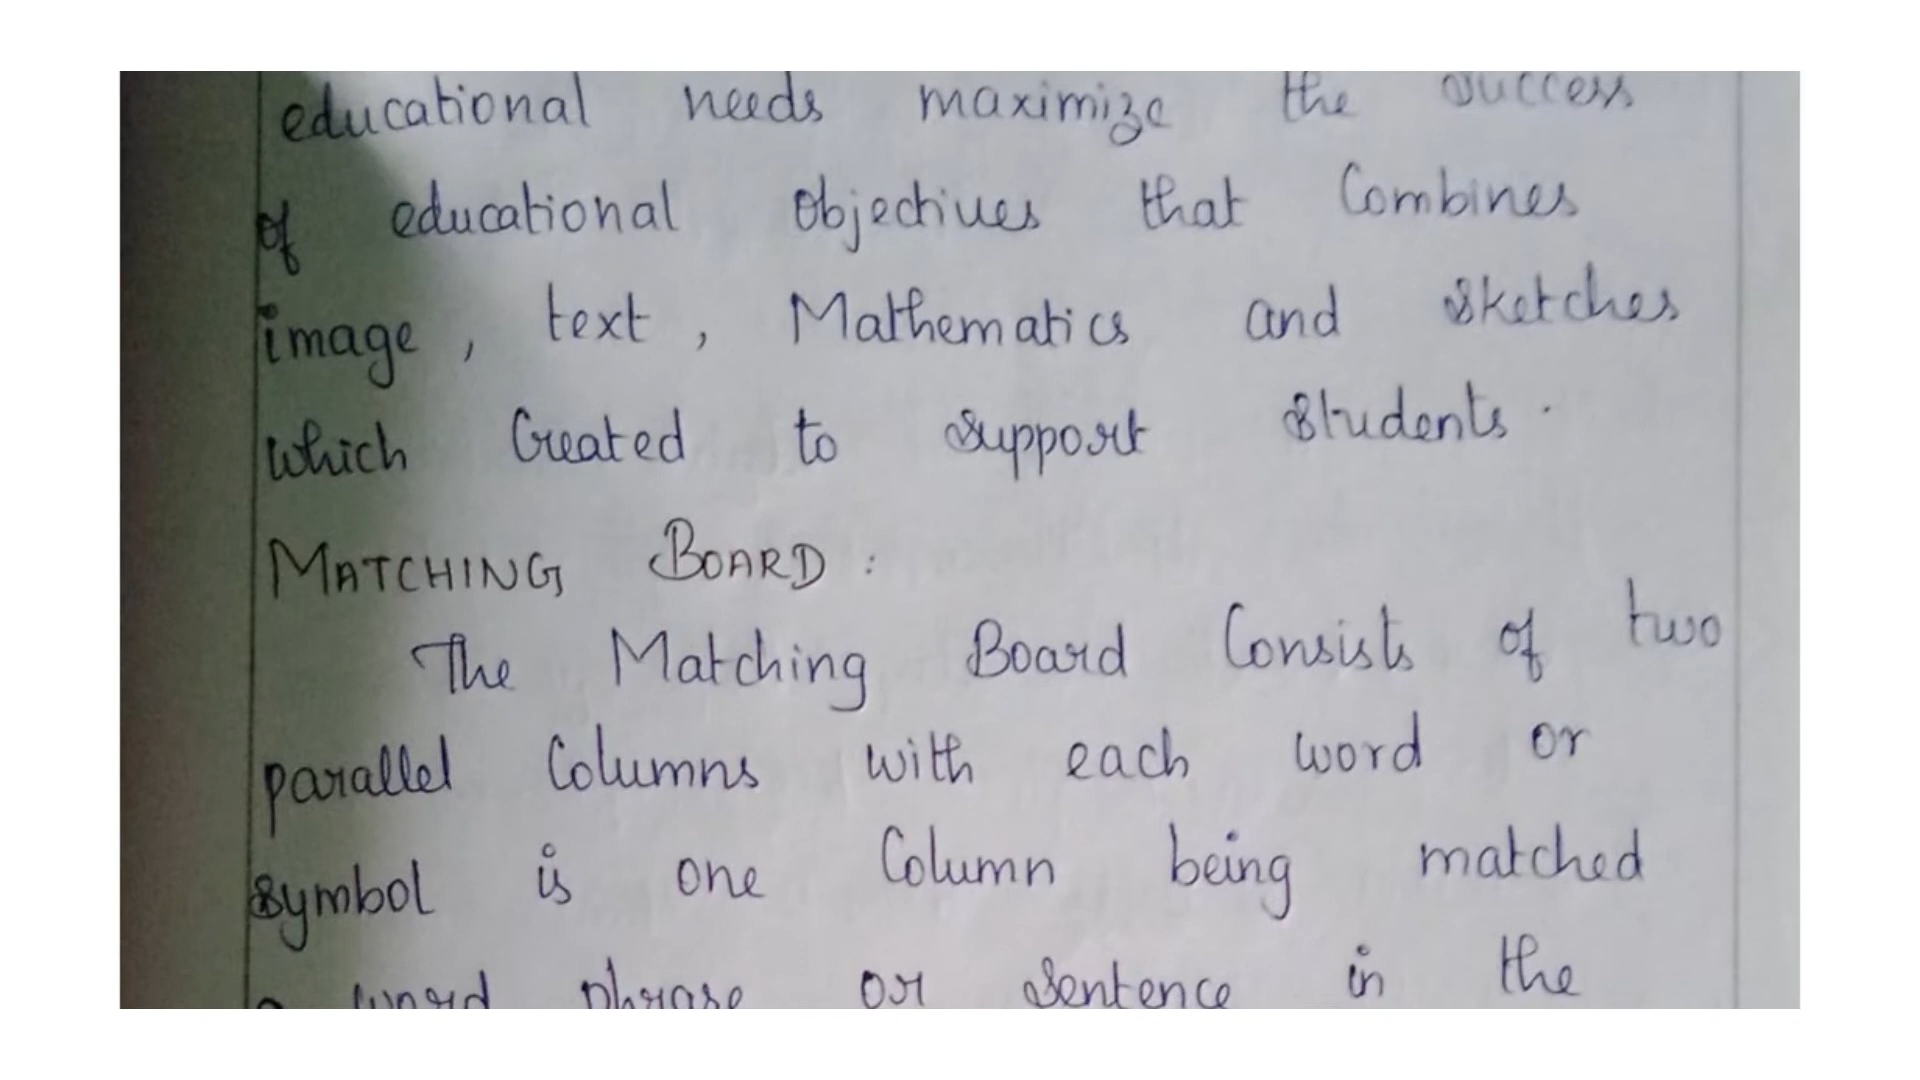 educational needs maximize the success
of educational Objectives that Combines
image, text, Mathematics and sketches
which Created to support students.
MATCHING BOARD:
The Matching Board Consists of two
parallel Columns with each word or
symbol is one Column being matched
a word phrase or sentence in the